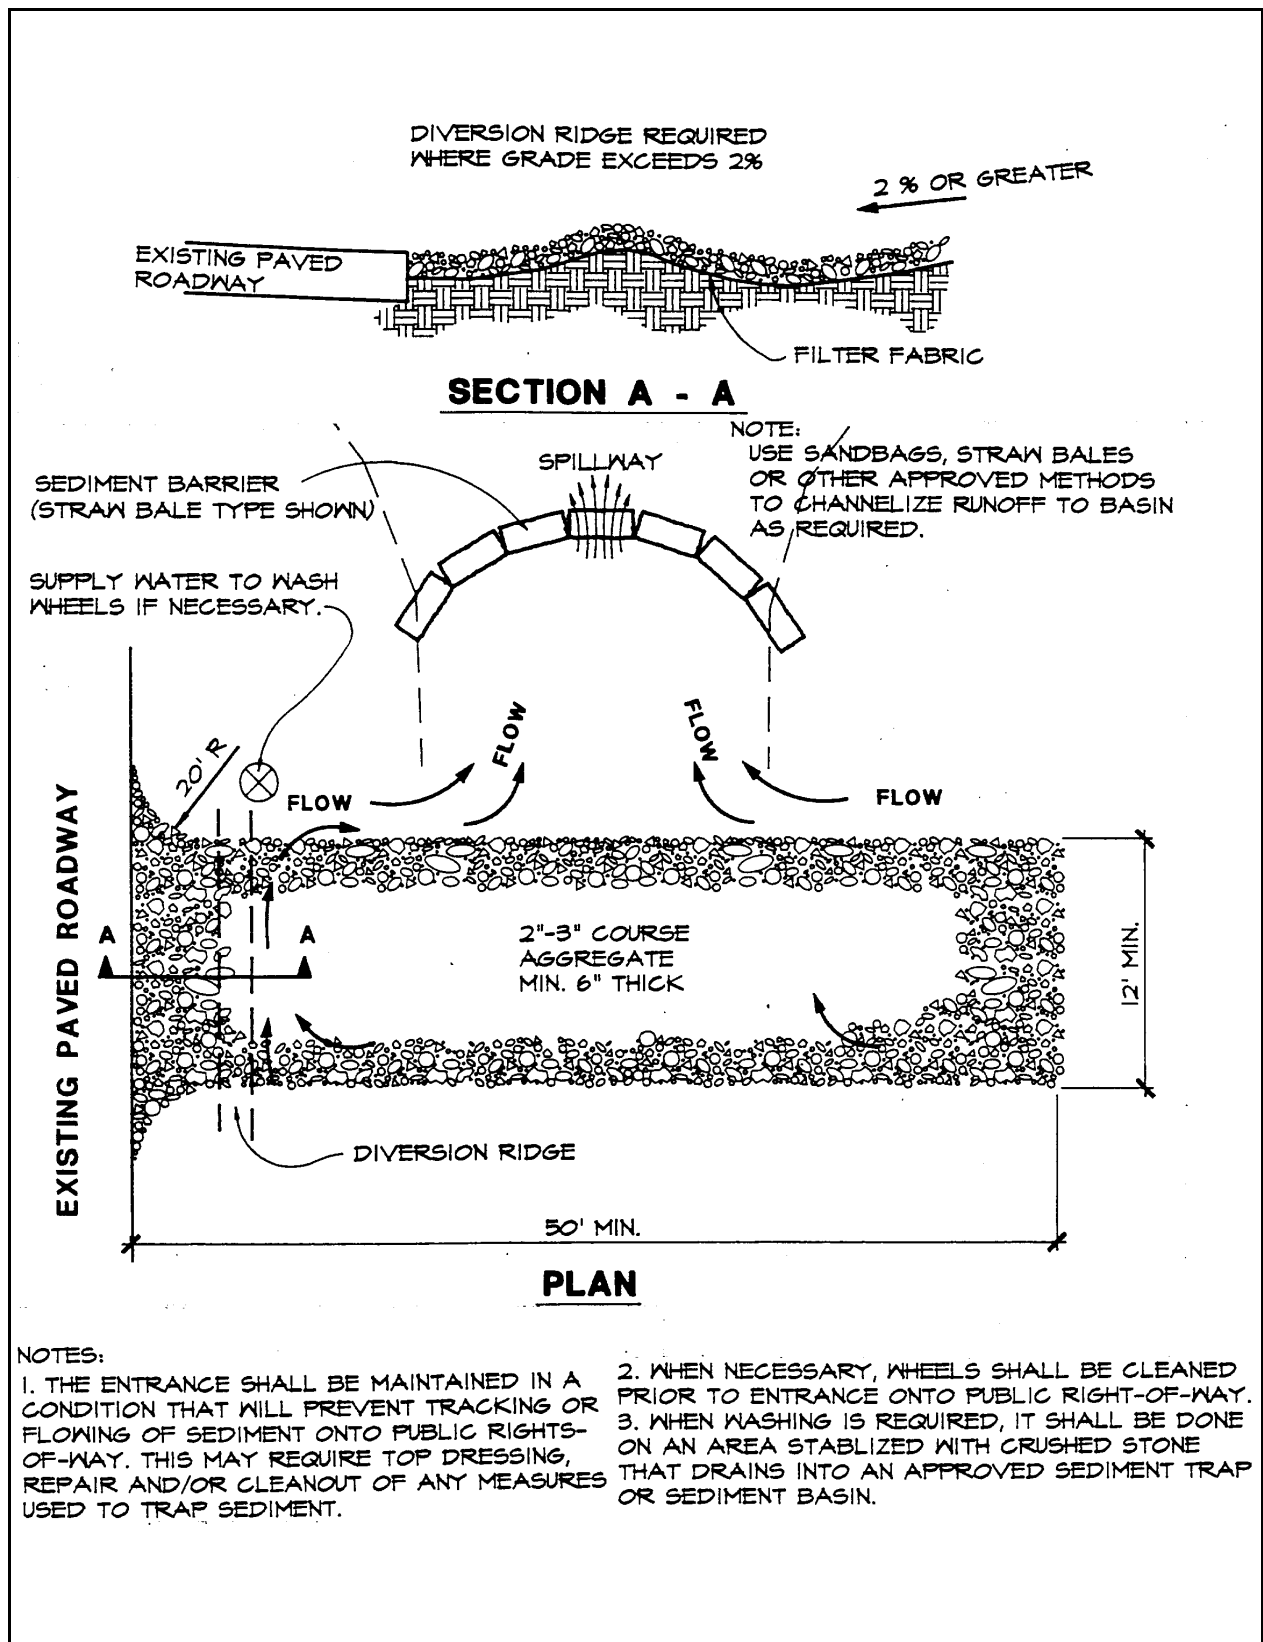 DIVERSION RIDGE REQUIRED
WHERE GRADE EXCEEDS 2%
2 % OR GREATER
EXISTING PAVED
ROADWAY
FILTER FABRIC
SECTION A - A
NOTE:
USE SANDBAGS, STRAW BALES
OR OTHER APPROVED METHODS
TO CHANNELIZE RUNOFF TO BASIN
AS REQUIRED.
SPILLWAY
SEDIMENT BARRIER
(STRAW BALE TYPE SHOWN)
SUPPLY WATER TO WASH
WHEELS IF NECESSARY.
FLOW
FLOW
20' R
FLOW
FLOW
EXISTING PAVED ROADWAY
A
A
2"-3" COURSE
AGGREGATE
MIN. 6" THICK
12' MIN.
DIVERSION RIDGE
50' MIN.
PLAN
NOTES:
1. THE ENTRANCE SHALL BE MAINTAINED IN A
CONDITION THAT WILL PREVENT TRACKING OR
FLOWING OF SEDIMENT ONTO PUBLIC RIGHTS-
OF-WAY. THIS MAY REQUIRE TOP DRESSING,
REPAIR AND/OR CLEANOUT OF ANY MEASURES
USED TO TRAP SEDIMENT.
2. WHEN NECESSARY, WHEELS SHALL BE CLEANED
PRIOR TO ENTRANCE ONTO PUBLIC RIGHT-OF-WAY.
3. WHEN WASHING IS REQUIRED, IT SHALL BE DONE
ON AN AREA STABLIZED WITH CRUSHED STONE
THAT DRAINS INTO AN APPROVED SEDIMENT TRAP
OR SEDIMENT BASIN.